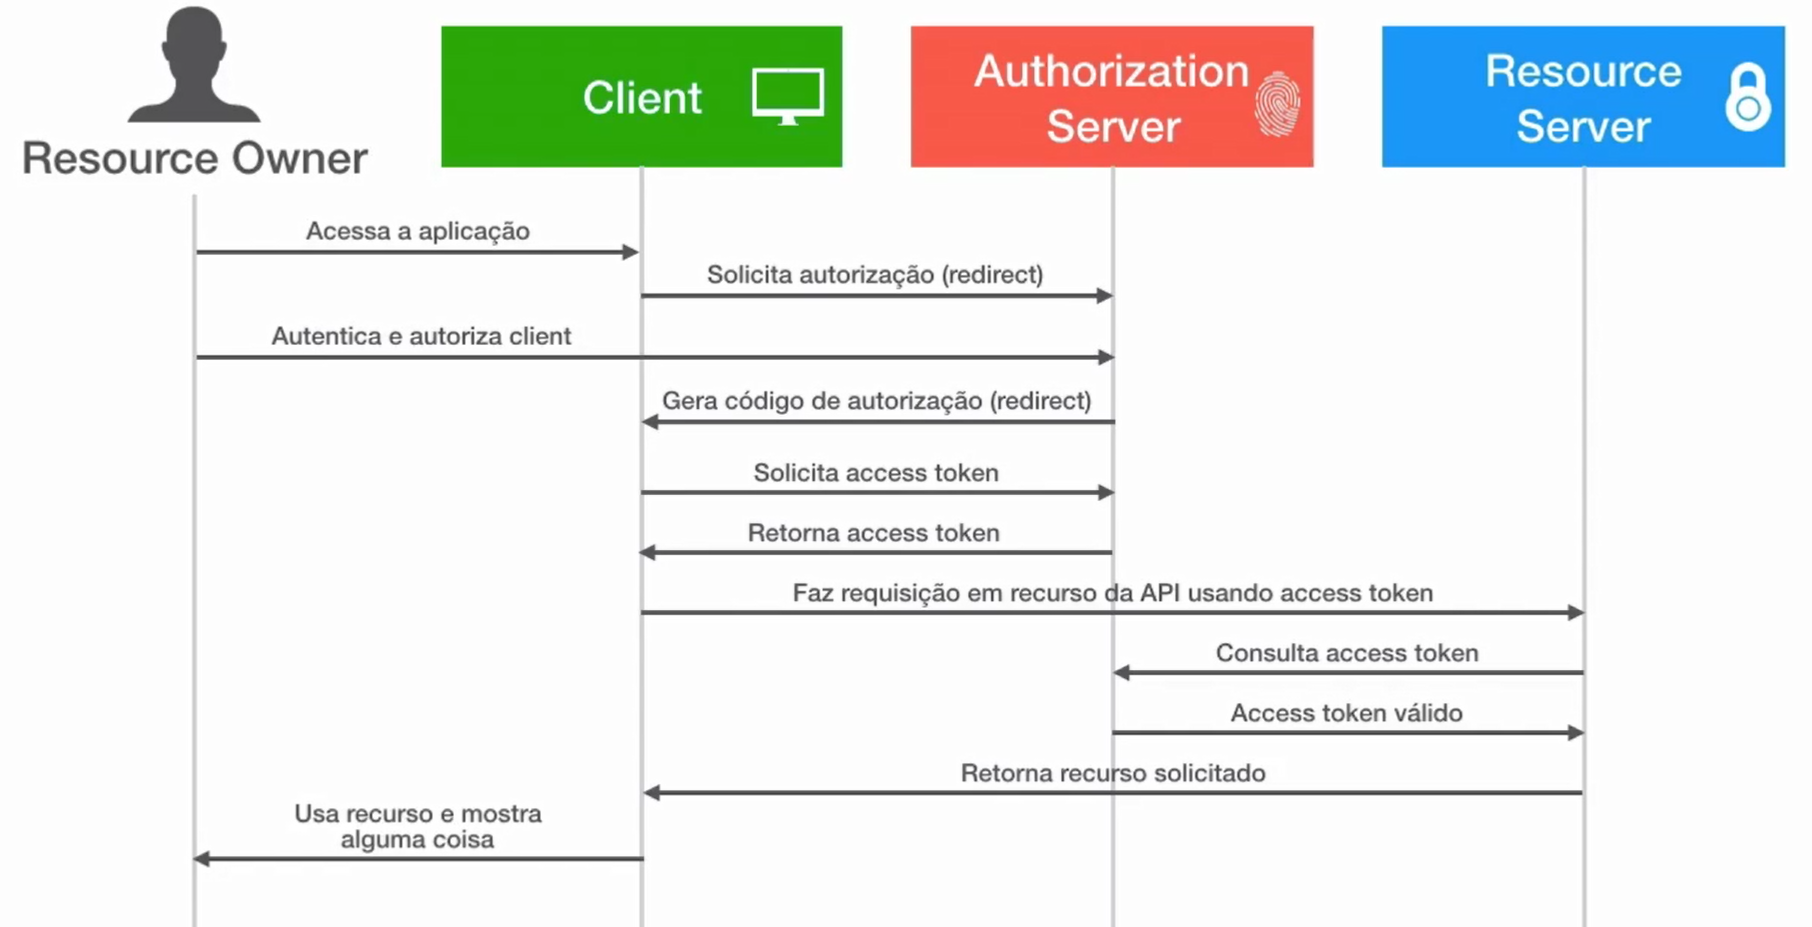 Resource Owner
Client
Authorization
Server
Resource
Server
Acessa a aplicação
Solicita autorização (redirect)
Autentica e autoriza client
Gera código de autorização (redirect)
Solicita access token
Retorna access token
Faz requisição em recurso da API usando access token
Consulta access token
Access token válido
Retorna recurso solicitado
Usa recurso e mostra
alguma coisa